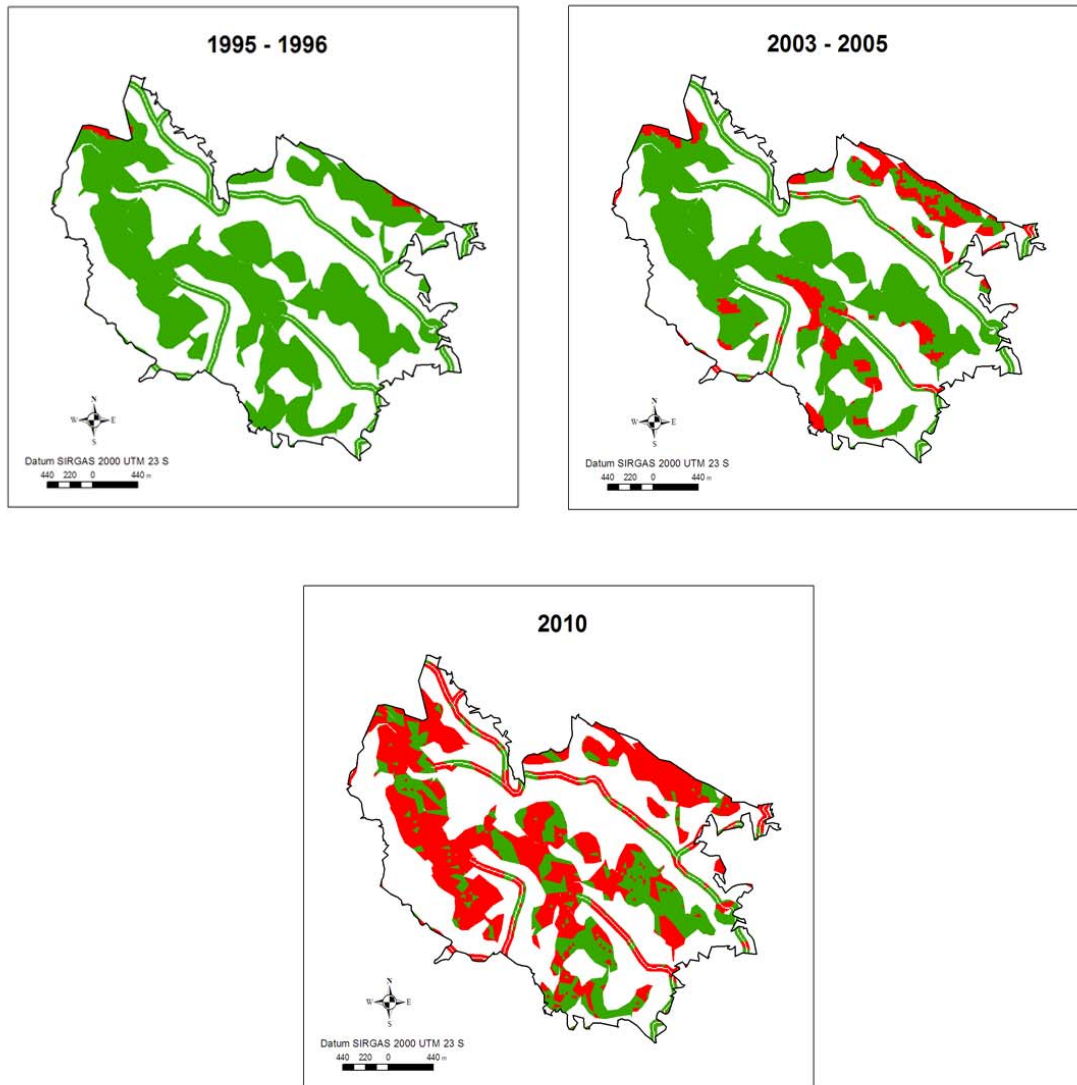 1995 - 1996
N
W E
S
Datum SIRGAS 2000 UTM 23 S
440 220 0 440 m
2003 - 2005
N
W E
S
Datum SIRGAS 2000 UTM 23 S
440 220 0 440 m
2010
N
W E
S
Datum SIRGAS 2000 UTM 23 S
440 220 0 440 m